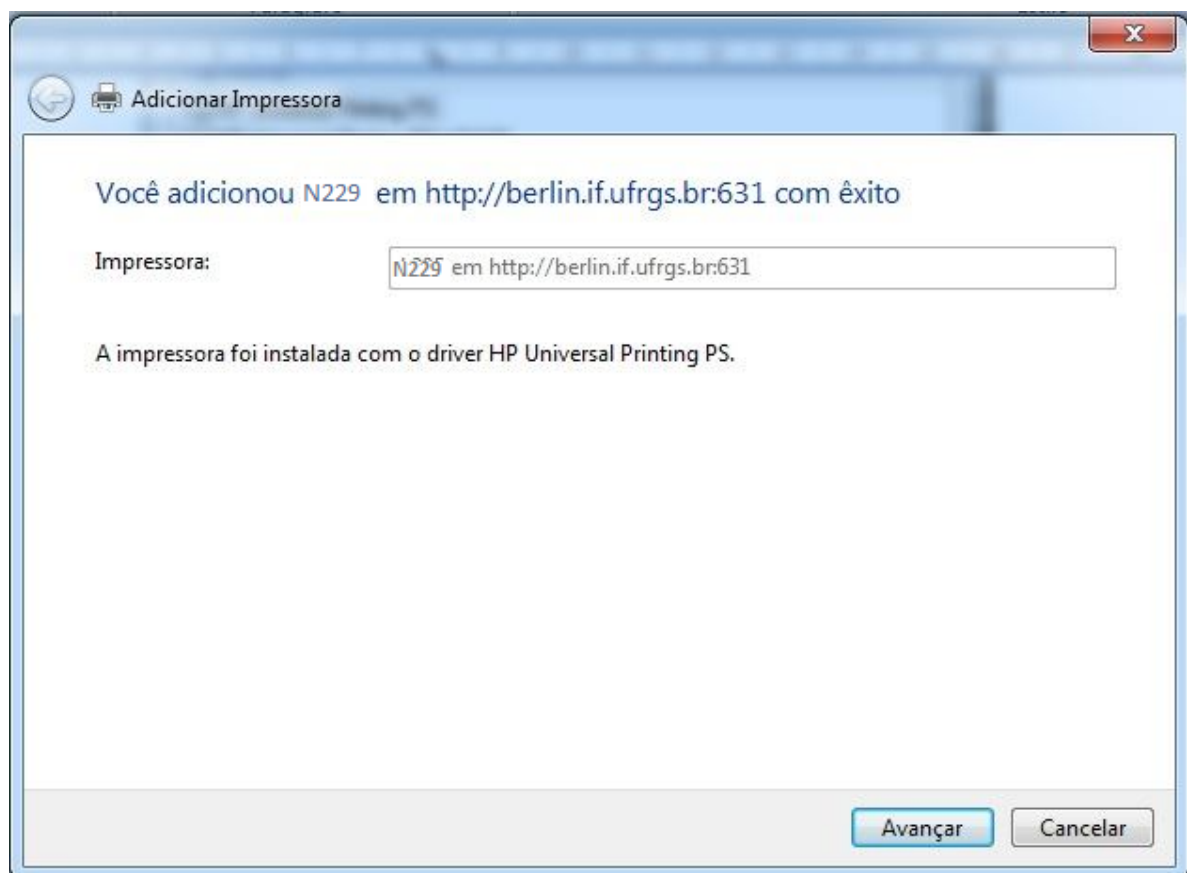 Adicionar Impressora
Você adicionou N229 em http://berlin.if.ufrgs.br:631 com êxito
Impressora:
N229 em http://berlin.if.ufrgs.br:631
A impressora foi instalada com o driver HP Universal Printing PS.
Avançar
Cancelar